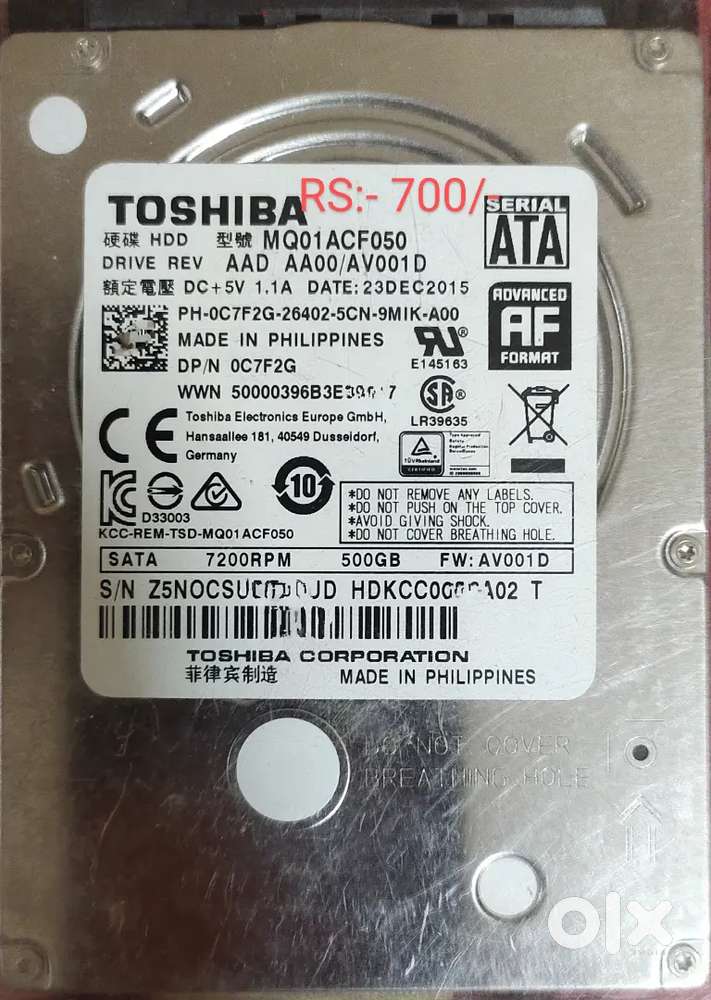 RS:- 700/-
TOSHIBA
SERIAL
ATA
硬碟 HDD 型號 MQ01ACF050
DRIVE REV AAD AA00/AV001D
額定電壓 DC+5V 1.1A DATE:23DEC2015
ADVANCED
AF
FORMAT
PH-0C7F2G-26402-5CN-9MIK-A00
MADE IN PHILIPPINES
E145163
DP/N 0C7F2G
WWN
LR39635
Toshiba Electronics Europe GmbH,
Hansaallee 181, 40549 Dusseldorf,
Germany
TÜVRheinland
CERTIFIED
10
D33003
KCC-REM-TSD-MQ01ACF050
*DO NOT REMOVE ANY LABELS.
*DO NOT PUSH ON THE TOP COVER.
*AVOID GIVING SHOCK.
*DO NOT COVER BREATHING HOLE.
SATA 7200RPM 500GB FW:AV001D
S/N T
TOSHIBA CORPORATION
菲律宾制造 MADE IN PHILIPPINES
DO NOT COVER
BREATHING HOLE
olx